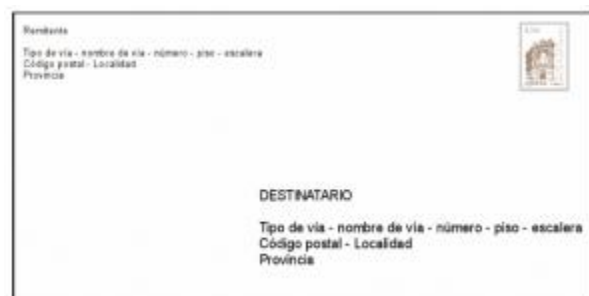 Remitente
Tipo de vía - nombre de vía - número - piso - escalera
Código postal - Localidad
Provincia
DESTINATARIO
Tipo de vía - nombre de vía - número - piso - escalera
Código postal - Localidad
Provincia